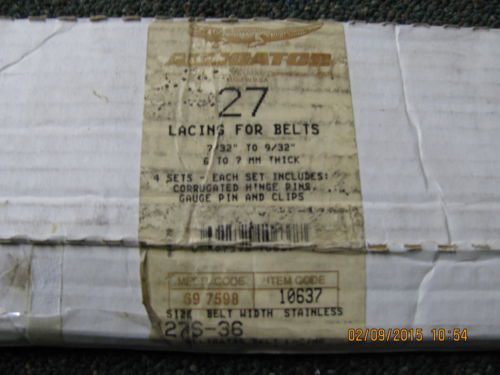 ALLIGATOR
27
LACING FOR BELTS
7/32" TO 9/32"
6 TO 7 MM THICK
4 SETS - EACH SET INCLUDES:
CORRUGATED HINGE PINS,
GAUGE PIN AND CLIPS
ITEM CODE
S9 7598 10637
SIZE BELT WIDTH STAINLESS
27S-36
02/09/2015 10:54